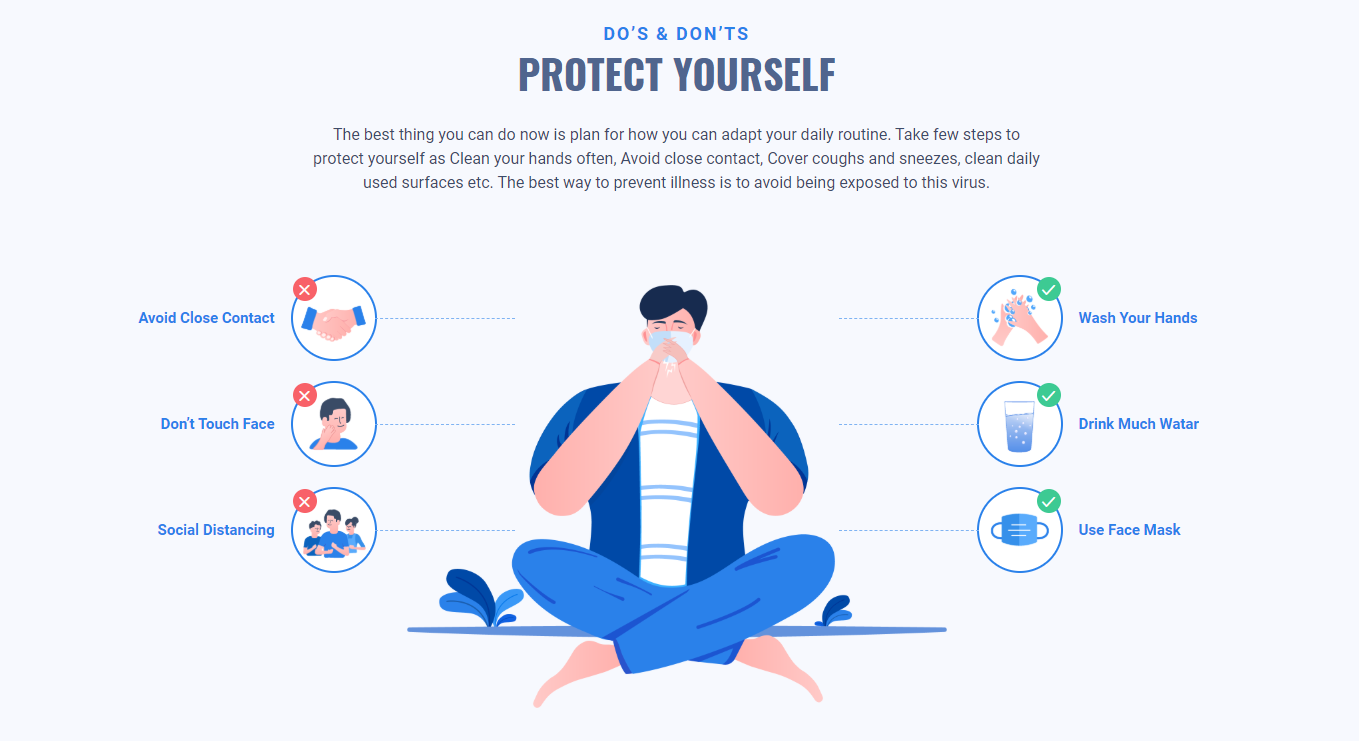 DO’S & DON’TS
PROTECT YOURSELF
The best thing you can do now is plan for how you can adapt your daily routine. Take few steps to
protect yourself as Clean your hands often, Avoid close contact, Cover coughs and sneezes, clean daily
used surfaces etc. The best way to prevent illness is to avoid being exposed to this virus.
Avoid Close Contact
Don’t Touch Face
Social Distancing
Wash Your Hands
Drink Much Watar
Use Face Mask